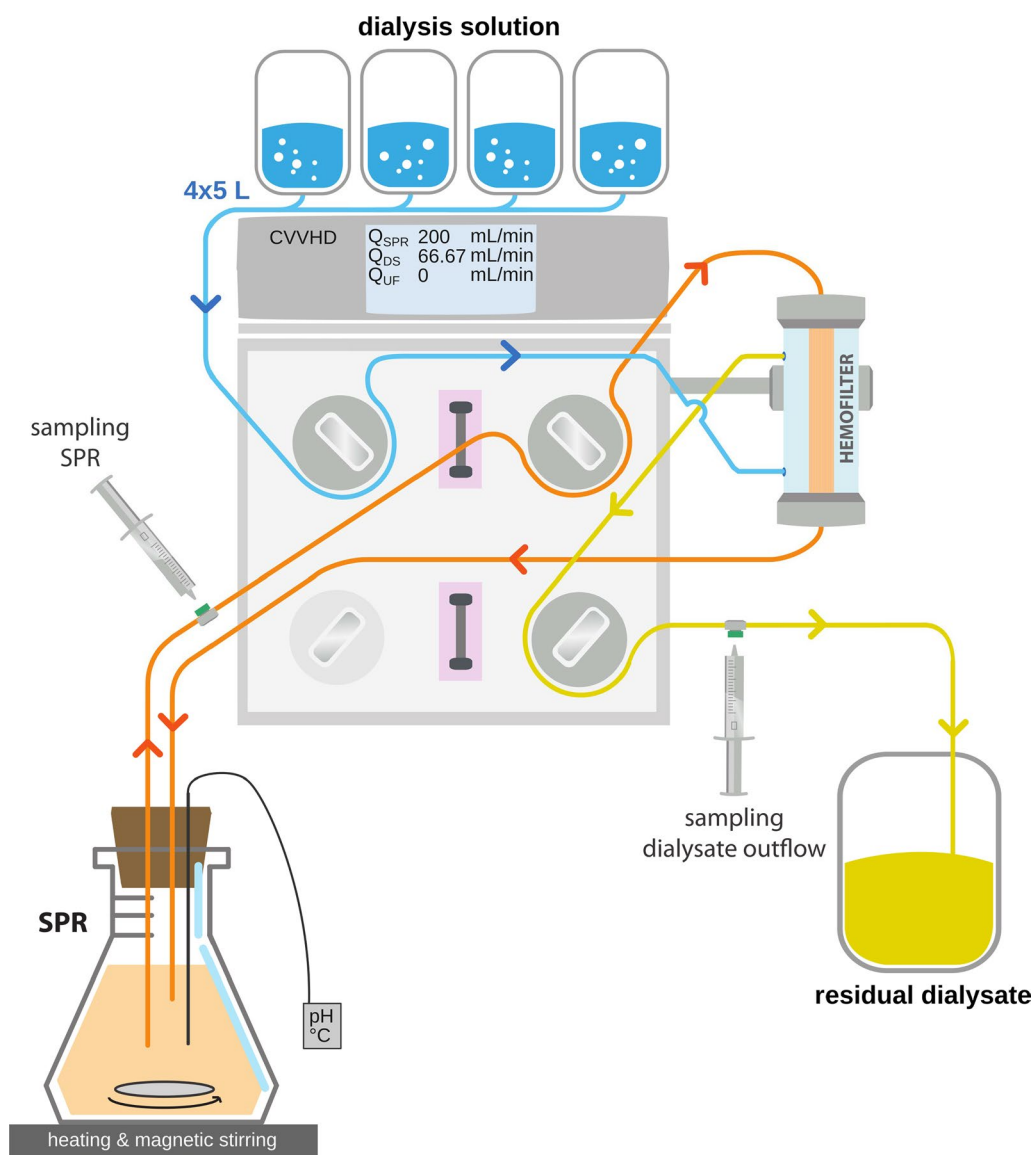 dialysis solution
4x5 L
CVVHD
QSPR 200 mL/min
QDS 66.67 mL/min
QUF 0 mL/min
HEMOFILTER
sampling
SPR
sampling
dialysate outflow
SPR
pH
°C
residual dialysate
heating & magnetic stirring